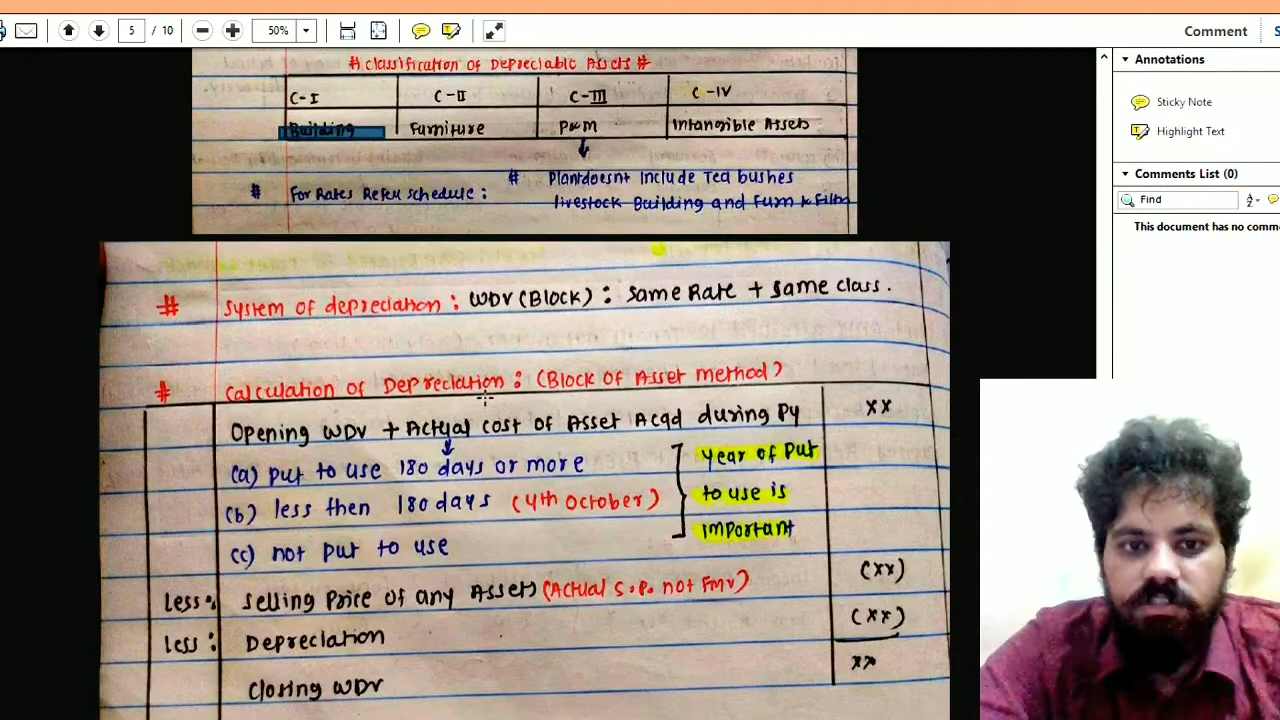 5 / 10
50%
Comment
Annotations
Sticky Note
Highlight Text
Comments List (0)
Find
This document has no comme
# classification of Depreciable Assets #
C-I C-II C-III C-IV
Building Furniture P&M Intangible Assets
# For Rates Refer schedule :
# Plant doesnt Include Tea bushes
livestock Building and Furn & Fittn
# System of depreciation : WDV (Block) : Same Rate + Same class.
# Calculation of Depreciation : (Block of Asset method)
Opening WDV + Actual cost of Asset Acqd during Py xx
(a) put to use 180 days or more
(b) less then 180 days (4th October)
(c) not put to use
year of put
to use is
important
Less : selling Price of any Assets (Actual S.P. not FMV) (xx)
Less : Depreciation (xx)
Closing WDV xx